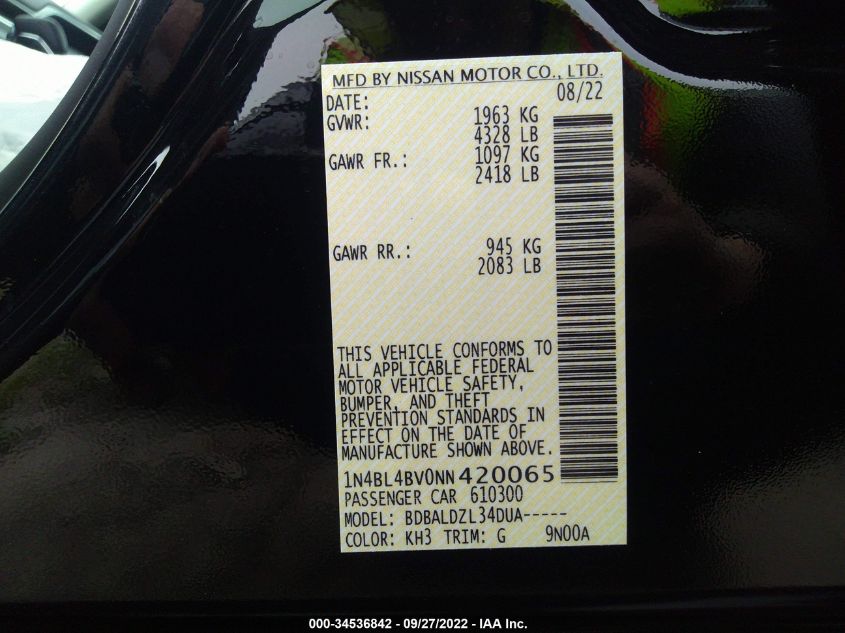 MFD BY NISSAN MOTOR CO., LTD.
DATE: 08/22
GVWR: 1963 KG
4328 LB
GAWR FR.: 1097 KG
2418 LB
GAWR RR.: 945 KG
2083 LB
THIS VEHICLE CONFORMS TO
ALL APPLICABLE FEDERAL
MOTOR VEHICLE SAFETY,
BUMPER, AND THEFT
PREVENTION STANDARDS IN
EFFECT ON THE DATE OF
MANUFACTURE SHOWN ABOVE.
1N4BL4BV0NN420065
PASSENGER CAR 610300
MODEL: BDBALDZL34DUA-----
COLOR: KH3 TRIM: G 9N00A
000-34536842 - 09/27/2022 - IAA Inc.